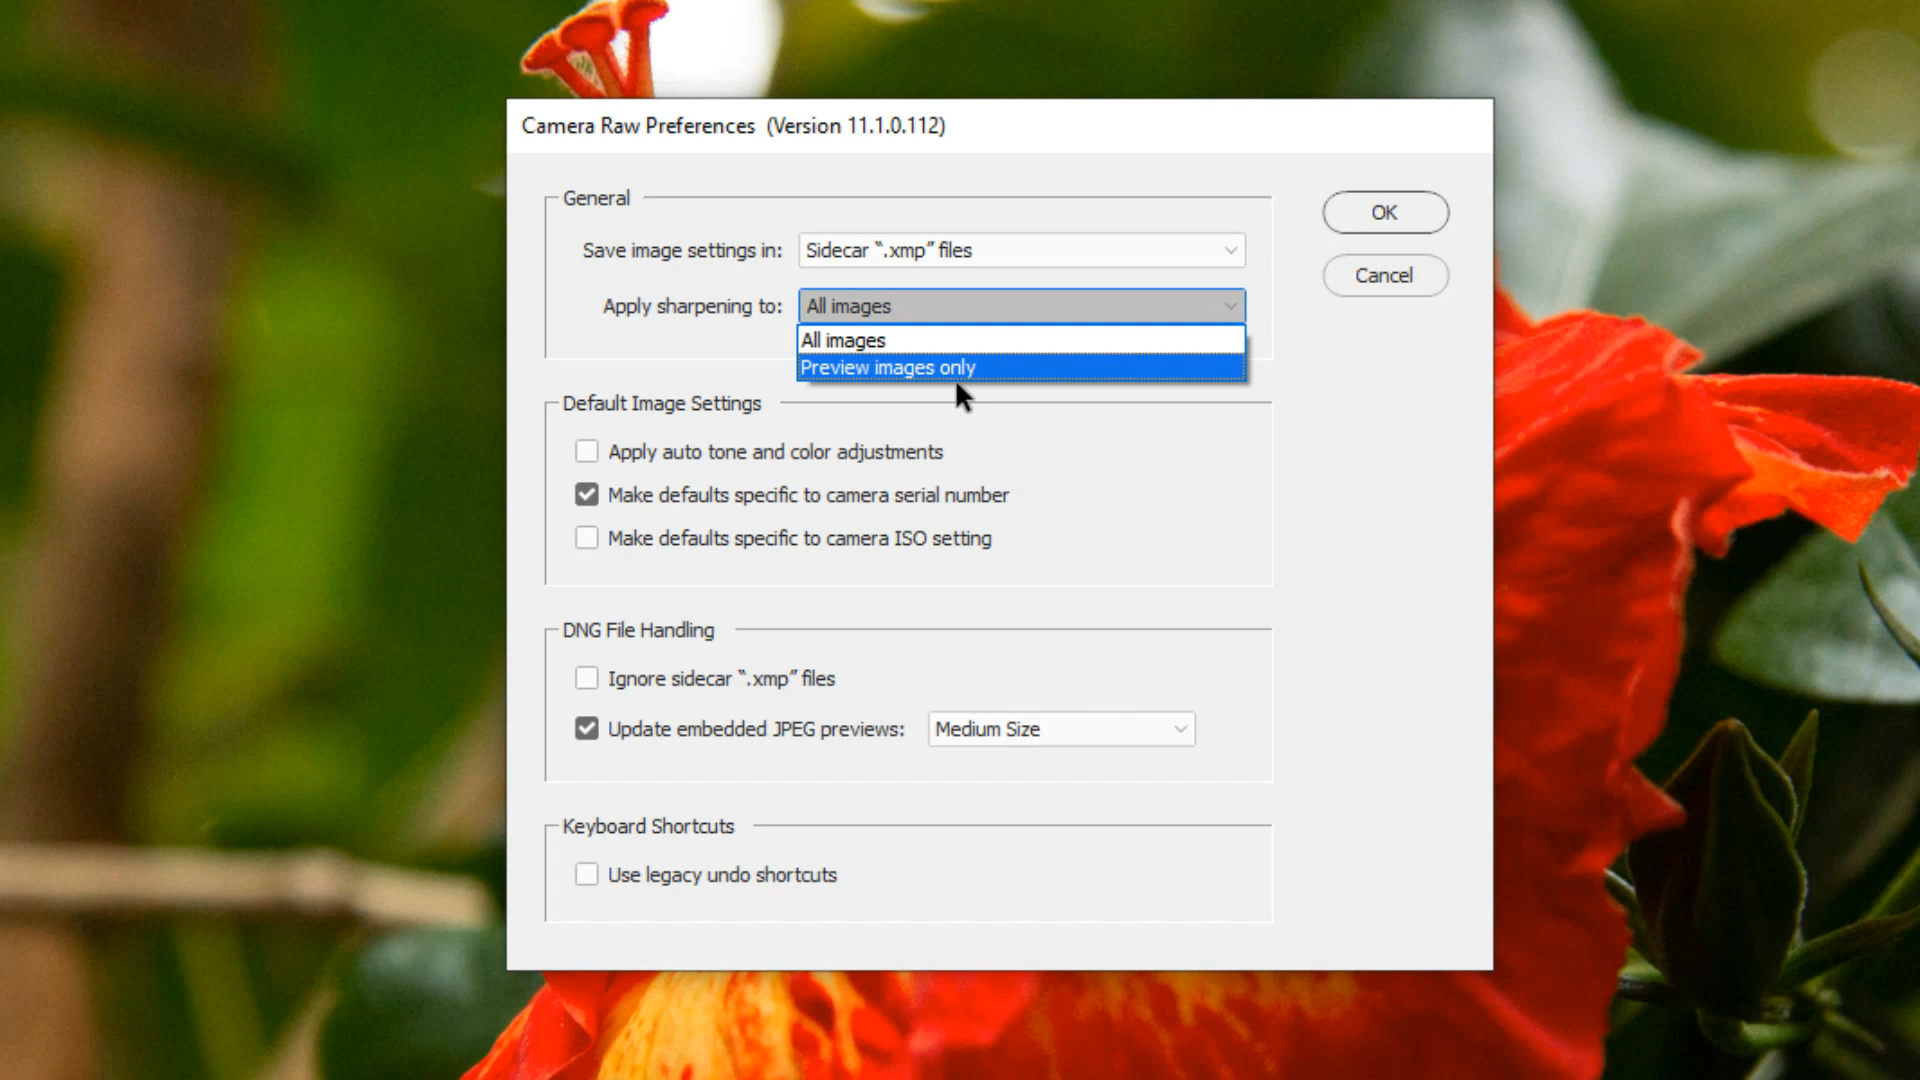 Camera Raw Preferences (Version 11.1.0.112)
General
Save image settings in: Sidecar “.xmp” files
Apply sharpening to: All images
All images
Preview images only
OK
Cancel
Default Image Settings
Apply auto tone and color adjustments
Make defaults specific to camera serial number
Make defaults specific to camera ISO setting
DNG File Handling
Ignore sidecar “.xmp” files
Update embedded JPEG previews: Medium Size
Keyboard Shortcuts
Use legacy undo shortcuts